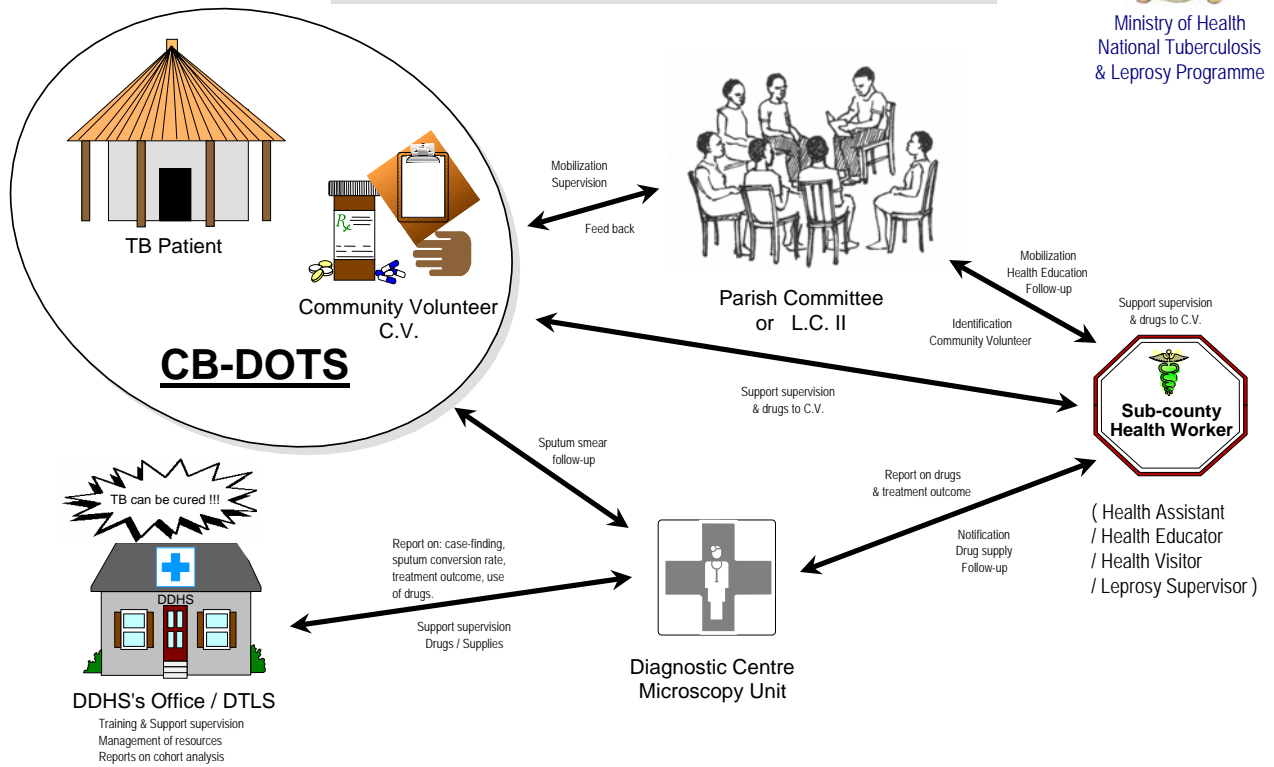 Ministry of Health
National Tuberculosis
& Leprosy Programme
TB Patient
Rx
Community Volunteer
C.V.
CB-DOTS
Mobilization
Supervision
Feed back
Parish Committee
or L.C. II
Mobilization
Health Education
Follow-up
Identification
Community Volunteer
Support supervision
& drugs to C.V.
Sub-county
Health Worker
( Health Assistant
/ Health Educator
/ Health Visitor
/ Leprosy Supervisor )
Support supervision
& drugs to C.V.
Sputum smear
follow-up
Report on drugs
& treatment outcome
Notification
Drug supply
Follow-up
TB can be cured !!!
DDHS
Report on: case-finding,
sputum conversion rate,
treatment outcome, use
of drugs.
Support supervision
Drugs / Supplies
Diagnostic Centre
Microscopy Unit
DDHS's Office / DTLS
Training & Support supervision
Management of resources
Reports on cohort analysis